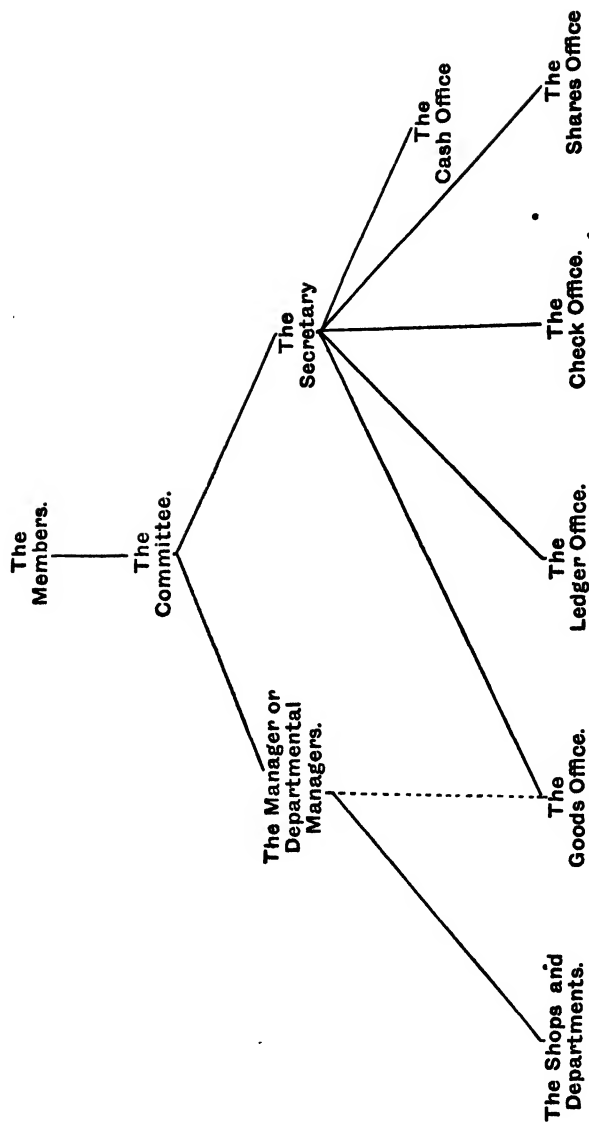 The
Members.
The
Committee.
The Manager or
Departmental
Managers.
The
Secretary
The
Cash Office
The Shops and
Departments.
The
Goods Office.
The
Ledger Office.
The
Check Office.
The
Shares Office